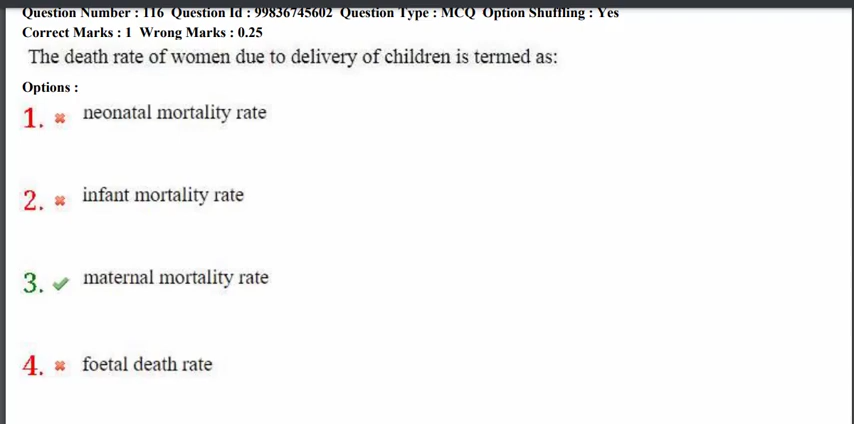 Question Number : 116 Question Id : 99836745602 Question Type : MCQ Option Shuffling : Yes
Correct Marks : 1 Wrong Marks : 0.25
The death rate of women due to delivery of children is termed as:
Options :
1. neonatal mortality rate
2. infant mortality rate
3. maternal mortality rate
4. foetal death rate